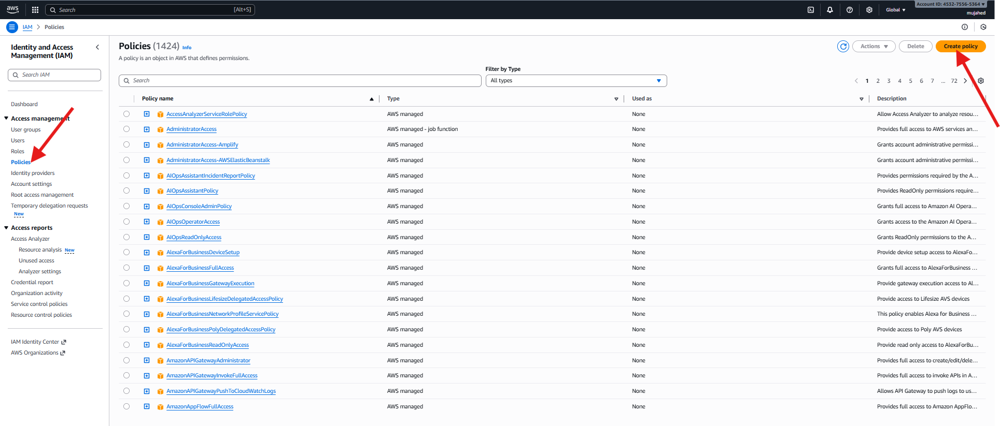 aws
Search [Alt+S]
Global ▼
Account ID: 4532-7556-5364 ▼
mujahed
IAM > Policies
Identity and Access Management (IAM)
Search IAM
Dashboard
Access management
User groups
Users
Roles
Policies
Identity providers
Account settings
Root access management
Temporary delegation requests
New
Access reports
Access Analyzer
Resource analysis New
Unused access
Analyzer settings
Credential report
Organization activity
Service control policies
Resource control policies
IAM Identity Center
AWS Organizations
Policies (1424) Info
A policy is an object in AWS that defines permissions.
Actions ▼ Delete Create policy
Filter by Type
Search
All types
1 2 3 4 5 6 7 ... 72
Policy name Type Used as Description
AccessAnalyzerServiceRolePolicy AWS managed None Allow Access Analyzer to analyze resou...
AdministratorAccess AWS managed - job function None Provides full access to AWS services an...
AdministratorAccess-Amplify AWS managed None Grants account administrative permissi...
AdministratorAccess-AWSElasticBeanstalk AWS managed None Grants account administrative permissi...
AIOpsAssistantIncidentReportPolicy AWS managed None Provides permissions required by the A...
AIOpsAssistantPolicy AWS managed None Provides ReadOnly permissions require...
AIOpsConsoleAdminPolicy AWS managed None Grants full access to Amazon AI Opera...
AIOpsOperatorAccess AWS managed None Grants access to the Amazon AI Opera...
AIOpsReadOnlyAccess AWS managed None Grants ReadOnly permissions to the A...
AlexaForBusinessDeviceSetup AWS managed None Provide device setup access to AlexaFo...
AlexaForBusinessFullAccess AWS managed None Grants full access to AlexaForBusiness ...
AlexaForBusinessGatewayExecution AWS managed None Provide gateway execution access to Al...
AlexaForBusinessLifesizeDelegatedAccessPolicy AWS managed None Provide access to Lifesize AVS devices
AlexaForBusinessNetworkProfileServicePolicy AWS managed None This policy enables Alexa for Business ...
AlexaForBusinessPolyDelegatedAccessPolicy AWS managed None Provide access to Poly AVS devices
AlexaForBusinessReadOnlyAccess AWS managed None Provide read only access to AlexaForBu...
AmazonAPIGatewayAdministrator AWS managed None Provides full access to create/edit/dele...
AmazonAPIGatewayInvokeFullAccess AWS managed None Provides full access to invoke APIs in A...
AmazonAPIGatewayPushToCloudWatchLogs AWS managed None Allows API Gateway to push logs to us...
AmazonAppFlowFullAccess AWS managed None Provides full access to Amazon AppFlo...